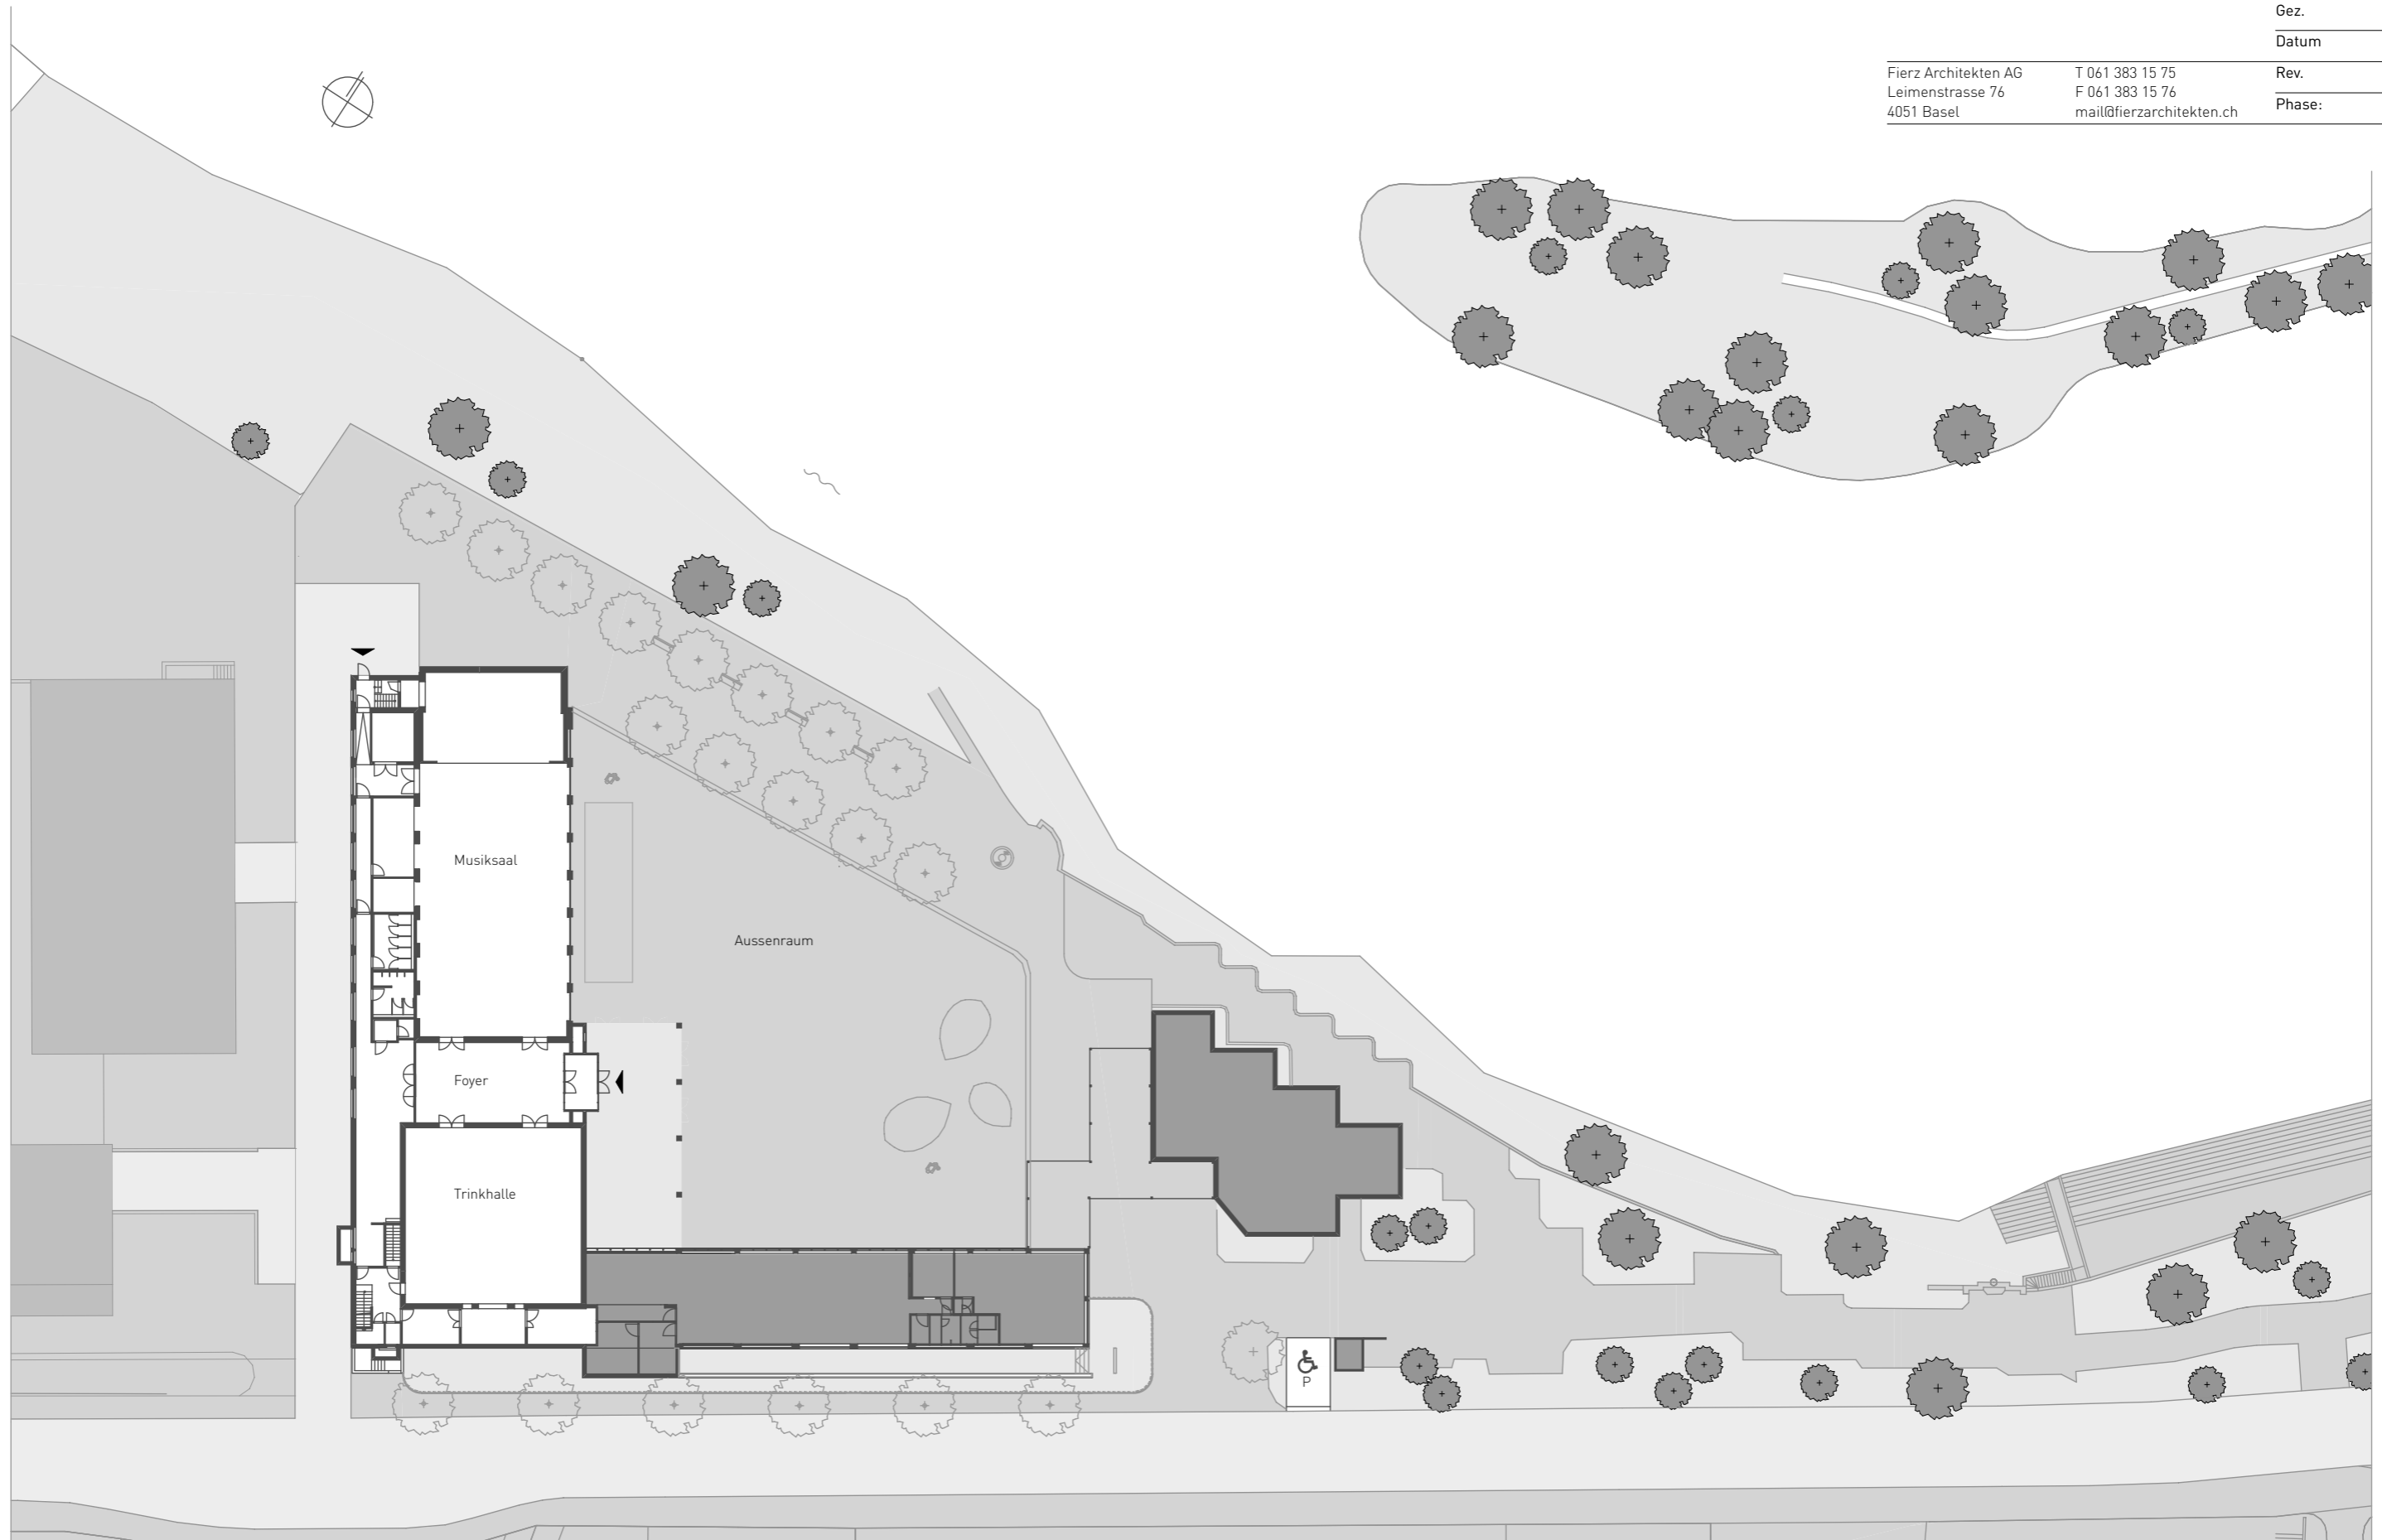 Gez.
Datum
Fierz Architekten AG T 061 383 15 75 Rev.
Leimenstrasse 76 F 061 383 15 76
4051 Basel mail@fierzarchitekten.ch Phase:
Musiksaal
Aussenraum
Foyer
Trinkhalle
P